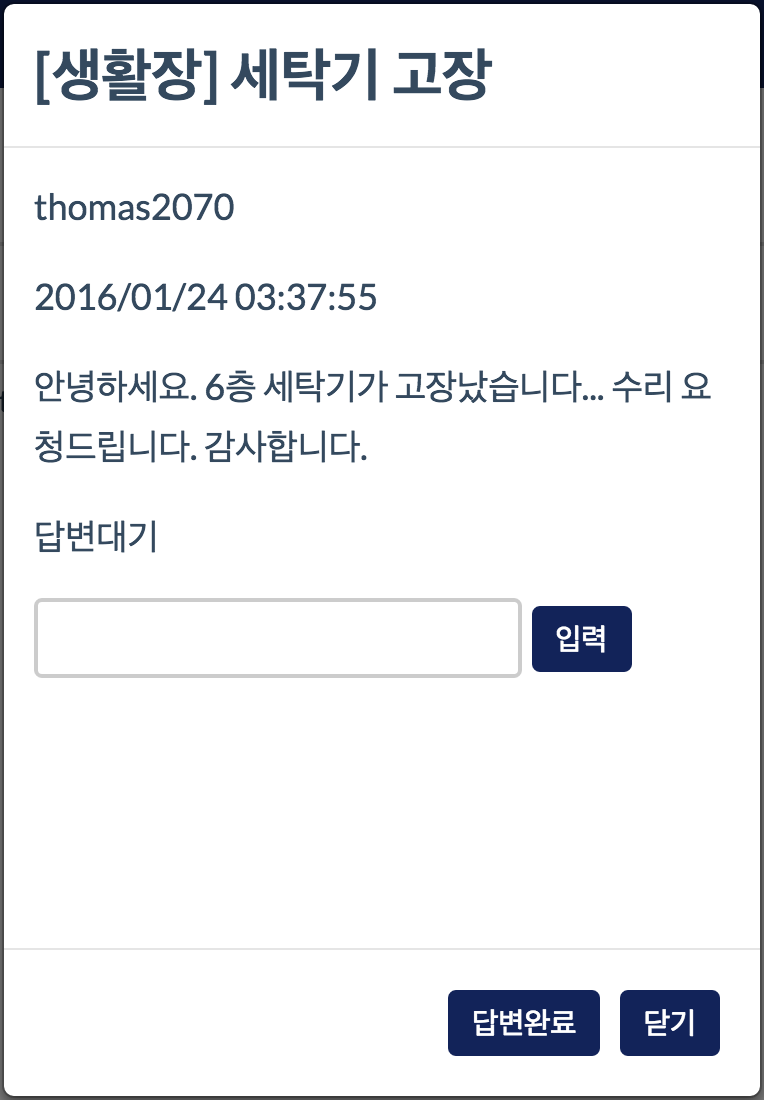 [생활장] 세탁기 고장
thomas2070
2016/01/24 03:37:55
안녕하세요. 6층 세탁기가 고장났습니다... 수리 요
청드립니다. 감사합니다.
답변대기
입력
답변완료 닫기